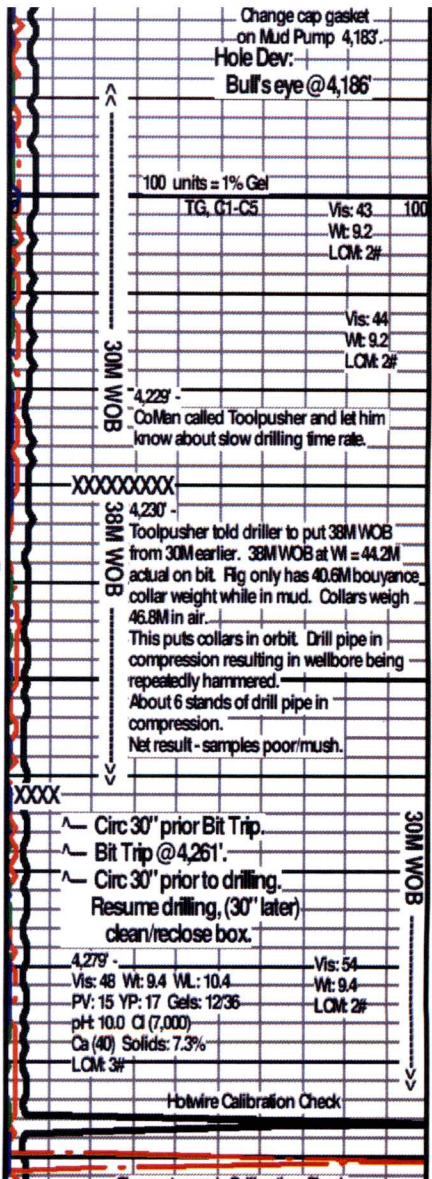 Change cap gasket
on Mud Pump 4,183'.
Hole Dev:
Bull's eye @ 4,186'
<< ---------------------- 30M WOB
100 units = 1% Gel
TG, C1-C5
100
Vis: 43
Wt: 9.2
LCM: 2#
Vis: 44
Wt: 9.2
LCM: 2#
4,229' -
CoMan called Toolpusher and let him
know about slow drilling time rate.
XXXXXXXXX
38M WOB ---------------- >>
4,230' -
Toolpusher told driller to put 38M WOB
from 30M earlier. 38M WOB at WI = 44.2M
actual on bit. Rig only has 40.6M bouyance
collar weight while in mud. Collars weigh
46.8M in air.
This puts collars in orbit. Drill pipe in
compression resulting in wellbore being
repeatedly hammered.
About 6 stands of drill pipe in
compression.
Net result - samples poor/mush.
XXXX
^— Circ 30" prior Bit Trip.
^— Bit Trip @ 4,261'.
^— Circ 30" prior to drilling.
Resume drilling, (30" later)
clean/reclose box.
30M WOB ---------------- >>
4,279' -
Vis: 48 Wt: 9.4 WL: 10.4
PV: 15 YP: 17 Gels: 12/36
pH: 10.0 Cl (7,000)
Ca (40) Solids: 7.3%
LCM: 3#
Vis: 54
Wt: 9.4
LCM: 2#
Hotwire Calibration Check